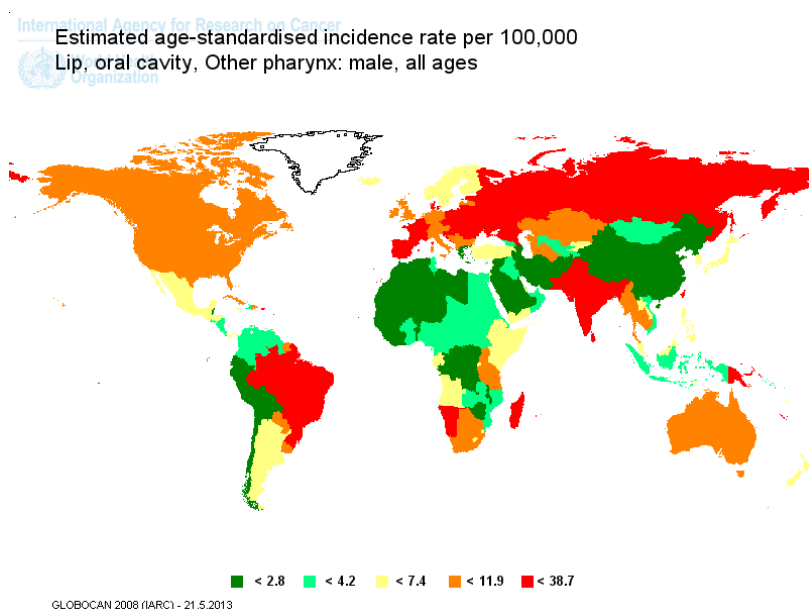 International Agency for Research on Cancer
Estimated age-standardised incidence rate per 100,000
Lip, oral cavity, Other pharynx: male, all ages
World Health
Organization
< 2.8 < 4.2 < 7.4 < 11.9 < 38.7
GLOBOCAN 2008 (IARC) - 21.5.2013